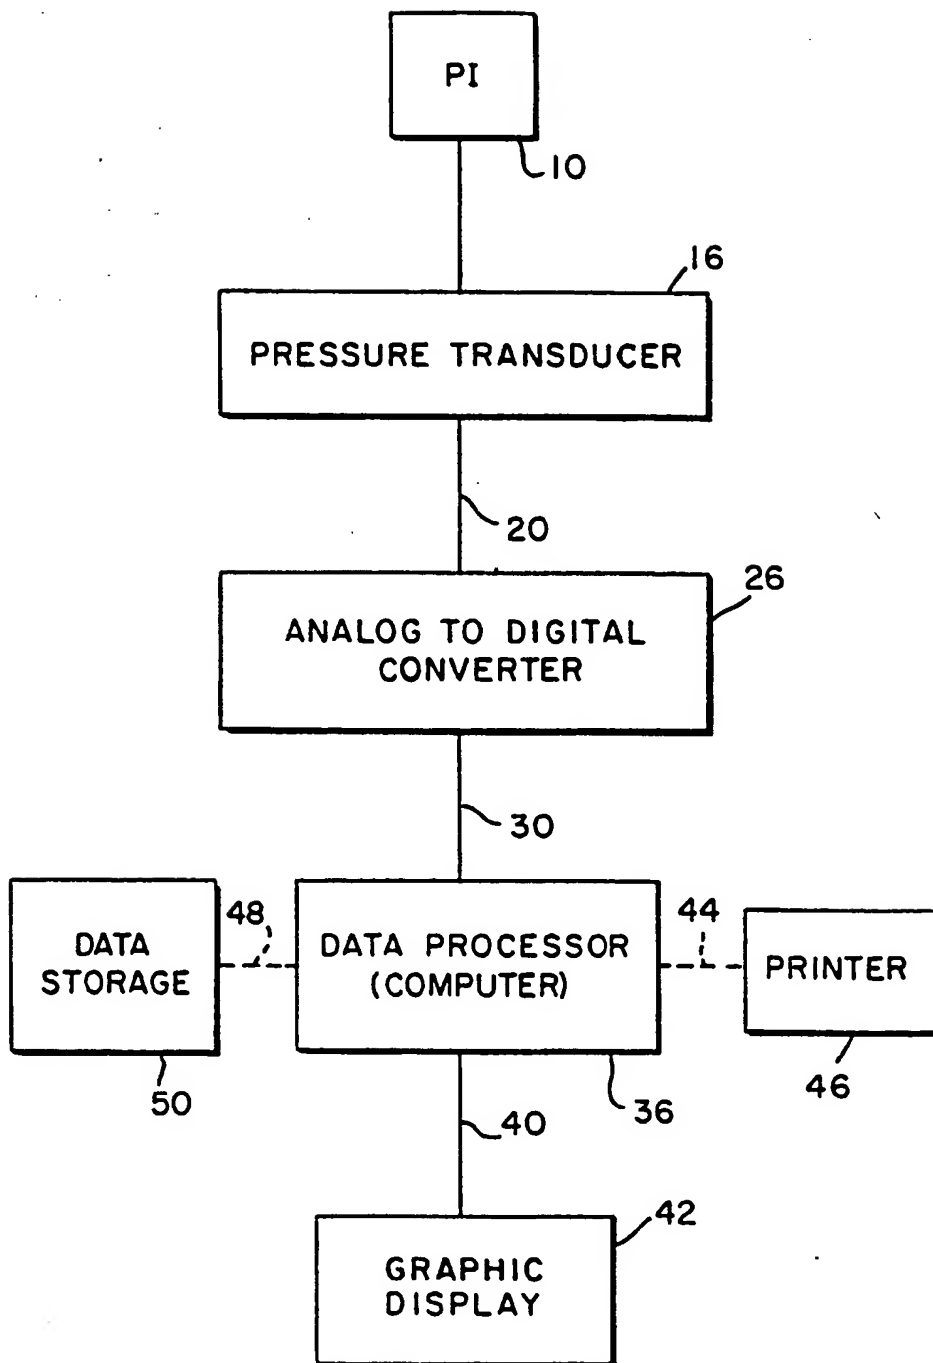 PI
10
16
PRESSURE TRANSDUCER
20
26
ANALOG TO DIGITAL
CONVERTER
30
48
44
DATA
STORAGE
DATA PROCESSOR
(COMPUTER)
PRINTER
50
36
46
40
42
GRAPHIC
DISPLAY